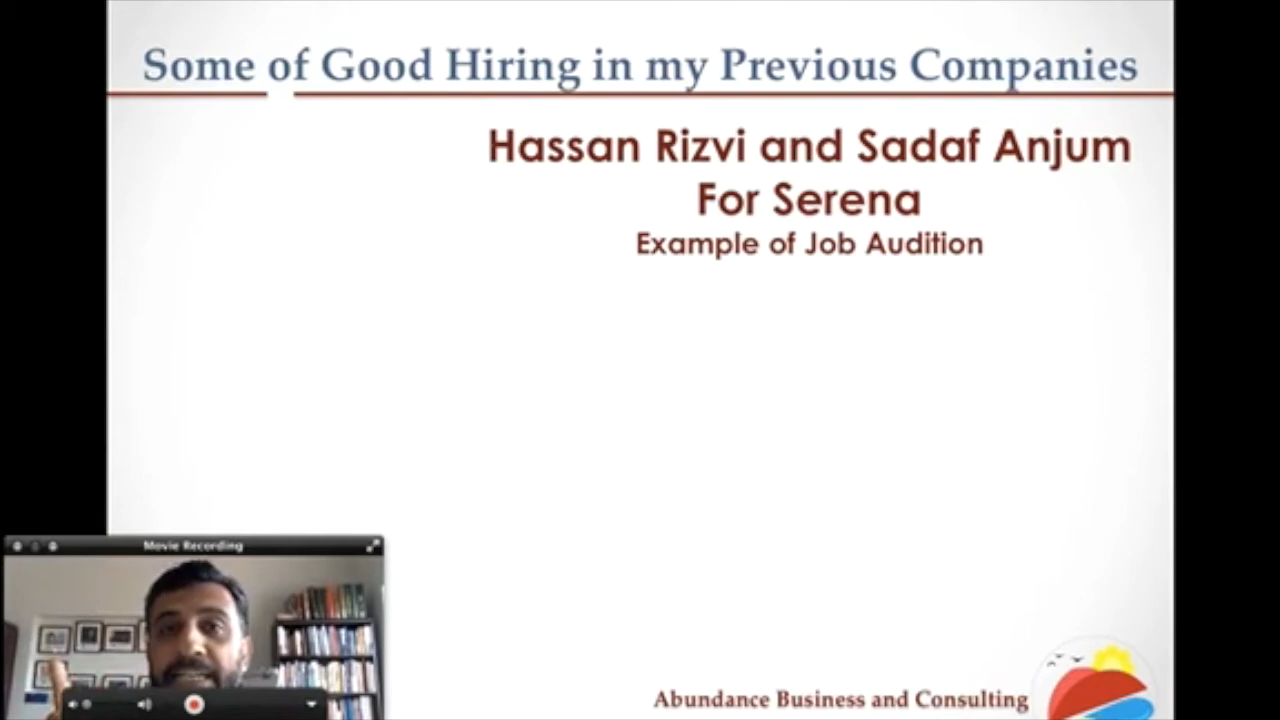 Some of Good Hiring in my Previous Companies
Hassan Rizvi and Sadaf Anjum
For Serena
Example of Job Audition
Movie Recording
Abundance Business and Consulting